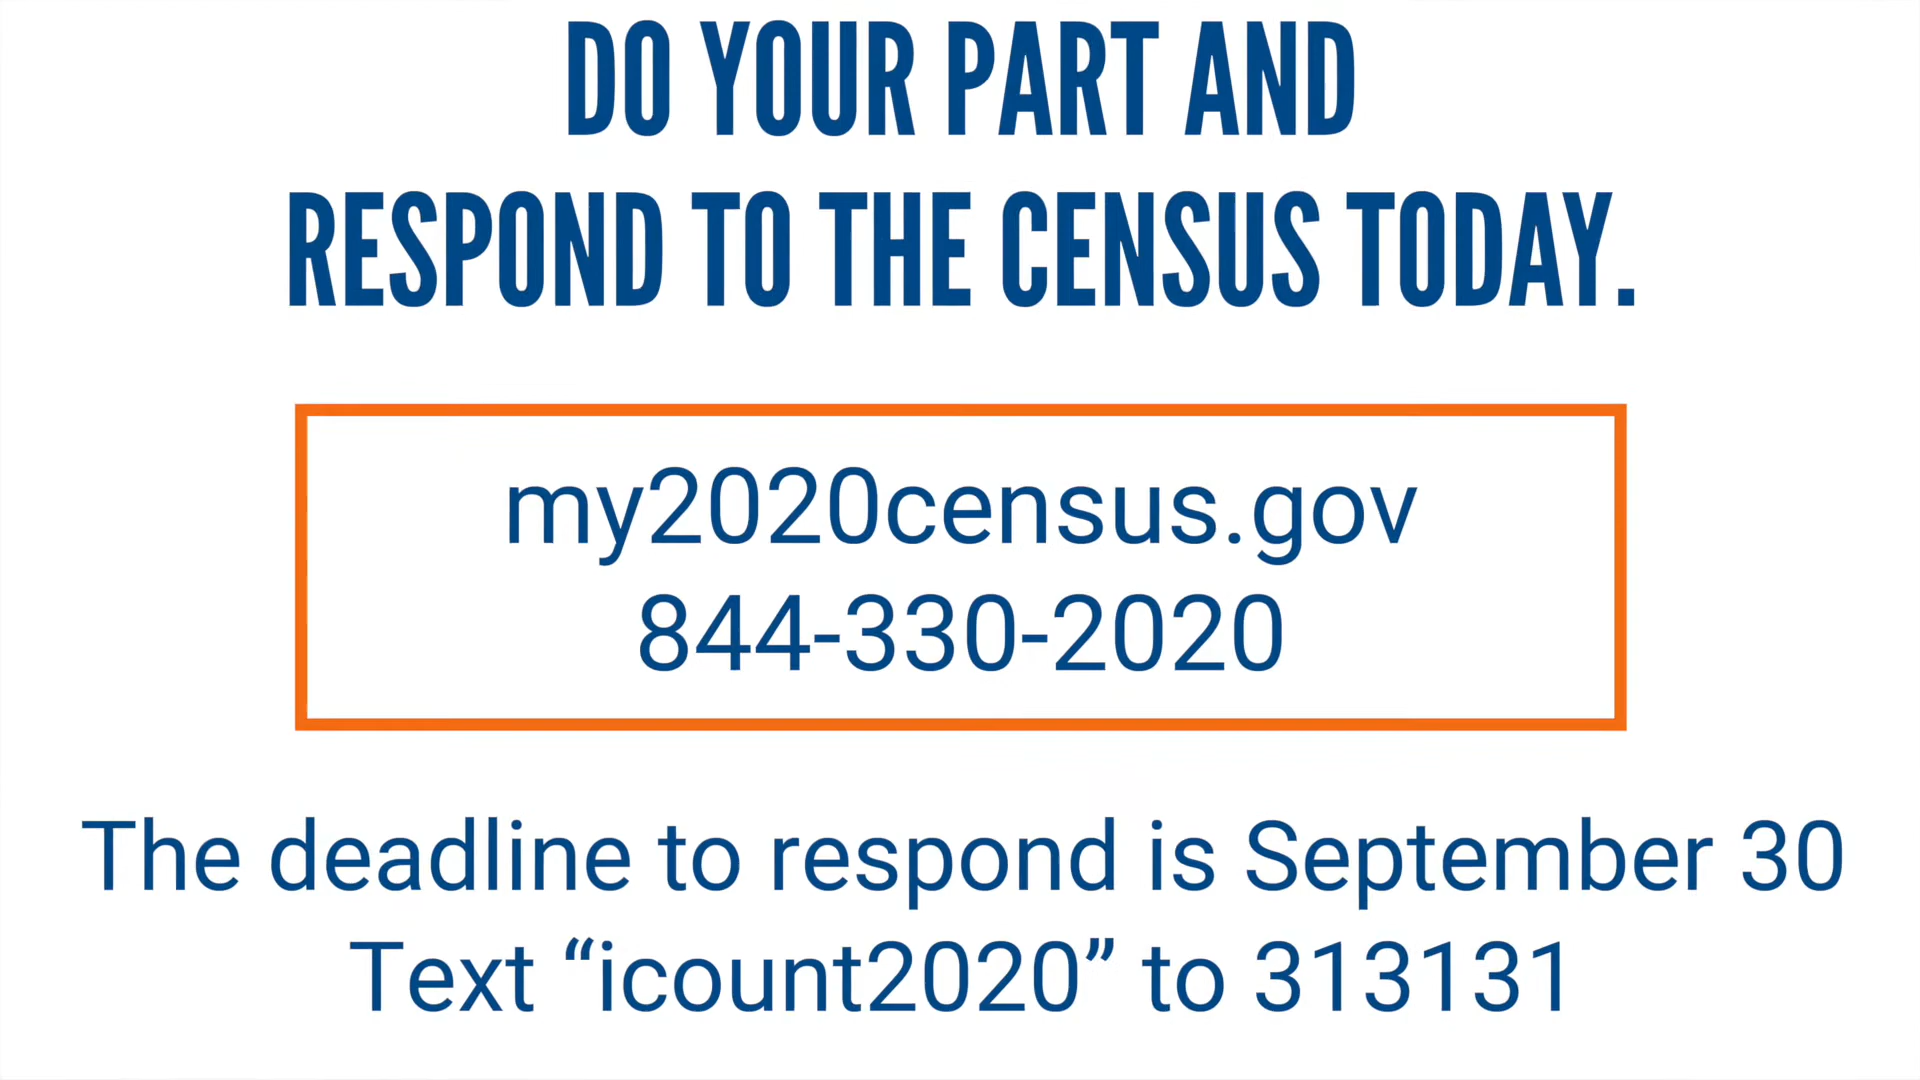 DO YOUR PART AND
RESPOND TO THE CENSUS TODAY.
my2020census.gov
844-330-2020
The deadline to respond is September 30
Text “icount2020” to 313131